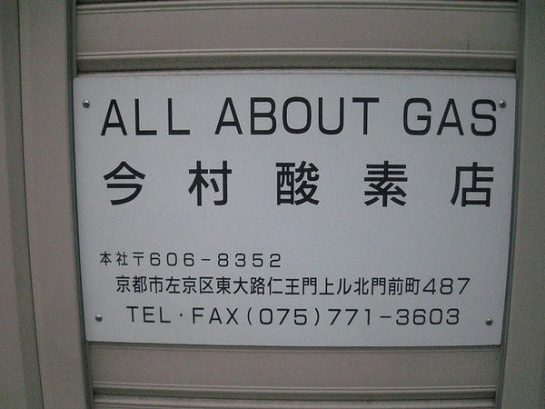 ALL ABOUT GAS
今村酸素店
本社〒606-8352
京都市左京区東大路仁王門上ル北門前町487
TEL・FAX(075)771-3603